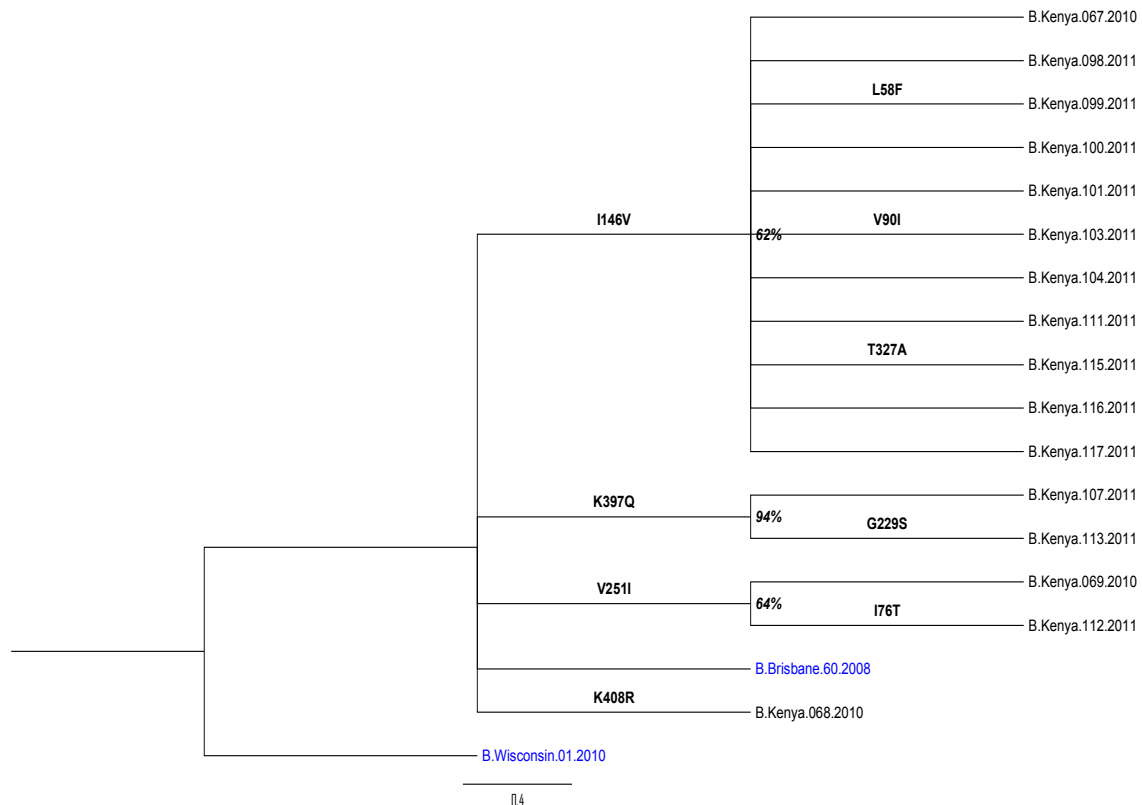 B.Kenya.067.2010
B.Kenya.098.2011
L58F
B.Kenya.099.2011
B.Kenya.100.2011
B.Kenya.101.2011
I146V
62%
V90I
B.Kenya.103.2011
B.Kenya.104.2011
B.Kenya.111.2011
T327A
B.Kenya.115.2011
B.Kenya.116.2011
B.Kenya.117.2011
B.Kenya.107.2011
K397Q
94%
G229S
B.Kenya.113.2011
B.Kenya.069.2010
V251I
64%
I76T
B.Kenya.112.2011
B.Brisbane.60.2008
K408R
B.Kenya.068.2010
B.Wisconsin.01.2010
0.4